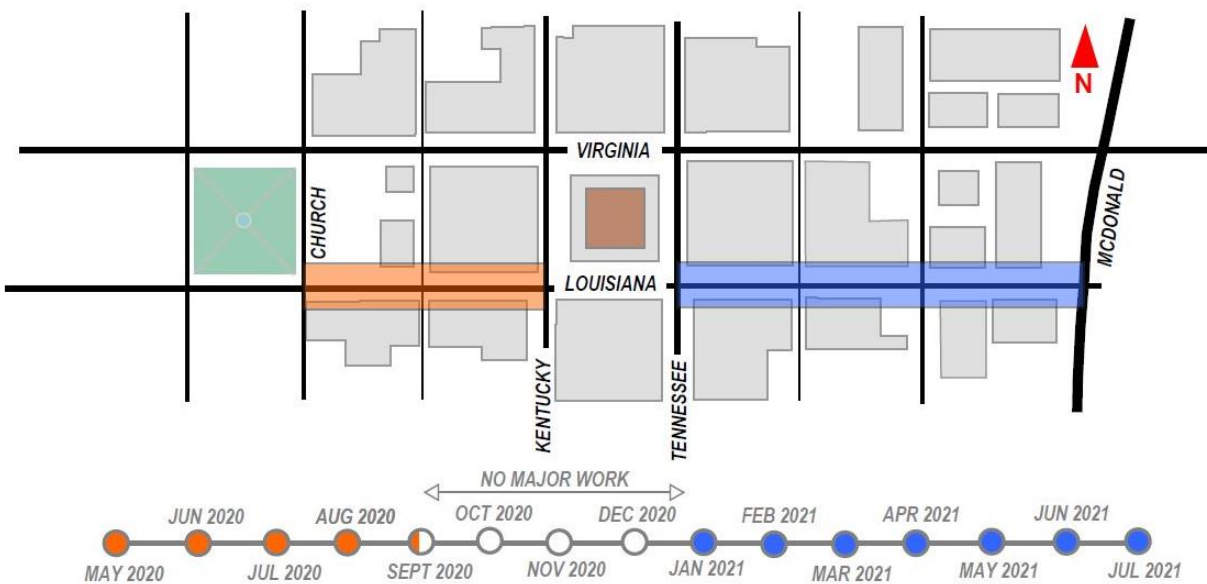 N
VIRGINIA
CHURCH
MCDONALD
LOUISIANA
KENTUCKY
TENNESSEE
NO MAJOR WORK
JUN 2020
AUG 2020
OCT 2020
DEC 2020
FEB 2021
APR 2021
JUN 2021
MAY 2020
JUL 2020
SEPT 2020
NOV 2020
JAN 2021
MAR 2021
MAY 2021
JUL 2021